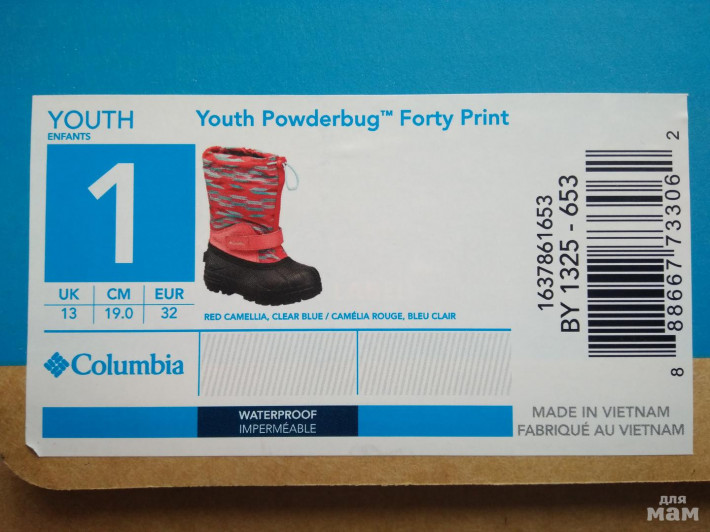 YOUTH
ENFANTS
Youth Powderbug™ Forty Print
1
UK CM EUR
13 19.0 32
RED CAMELLIA, CLEAR BLUE / CAMÉLIA ROUGE, BLEU CLAIR
Columbia
WATERPROOF
IMPERMÉABLE
1637861653
BY 1325 - 653
8 88667 73306 2
MADE IN VIETNAM
FABRIQUÉ AU VIETNAM
для
мам